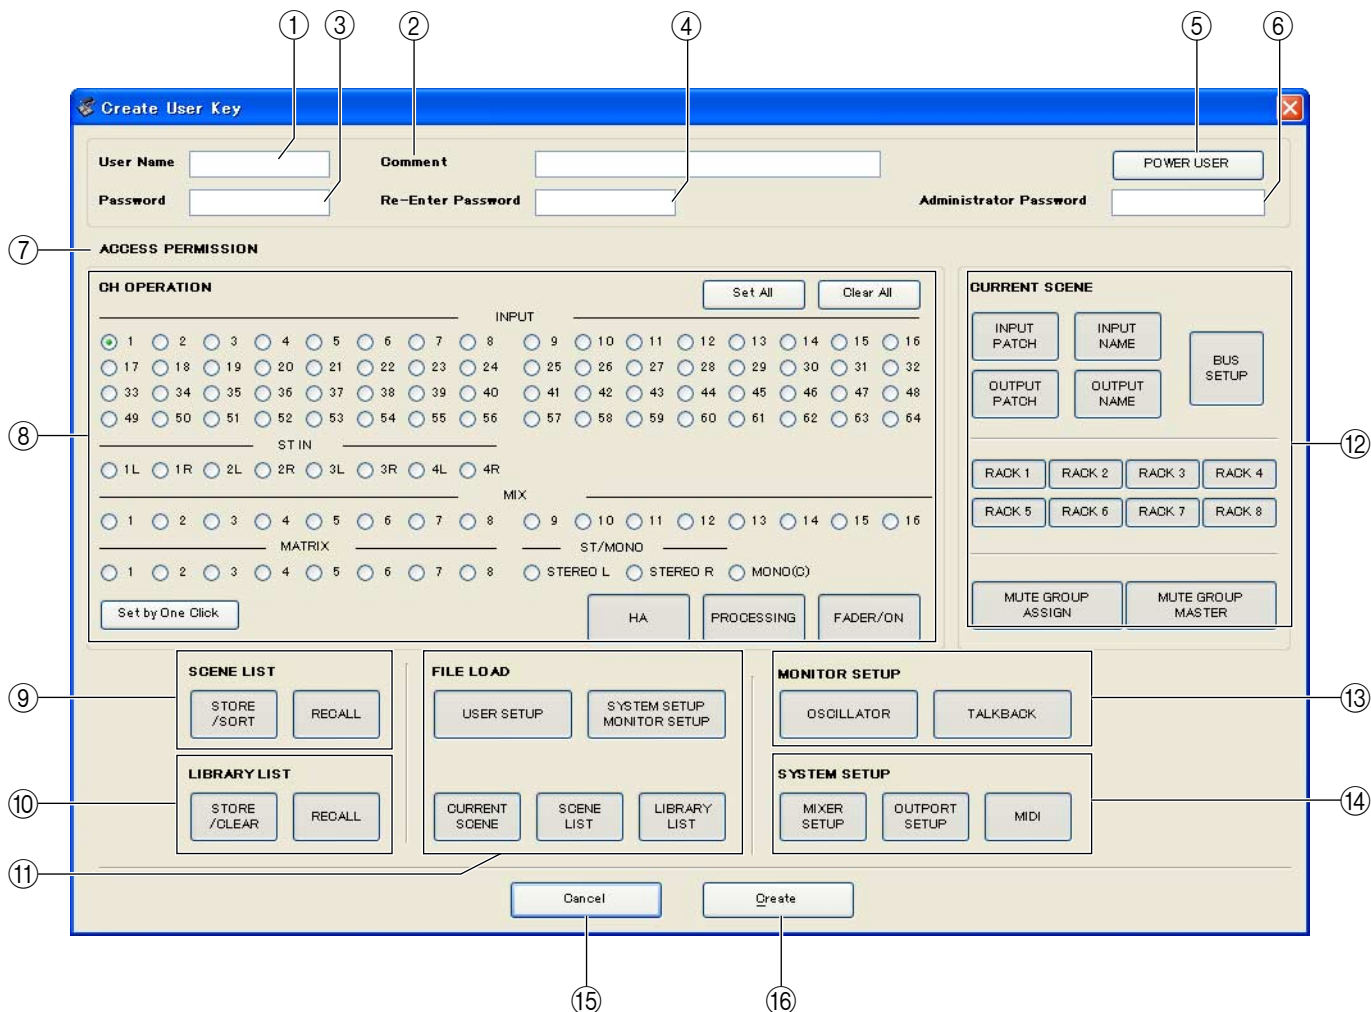 ① ③ ② ④ ⑤ ⑥
Create User Key
User Name Comment POWER USER
Password Re-Enter Password Administrator Password
⑦ ACCESS PERMISSION
CH OPERATION Set All Clear All
INPUT
1 2 3 4 5 6 7 8 9 10 11 12 13 14 15 16
17 18 19 20 21 22 23 24 25 26 27 28 29 30 31 32
33 34 35 36 37 38 39 40 41 42 43 44 45 46 47 48
49 50 51 52 53 54 55 56 57 58 59 60 61 62 63 64
⑧
ST IN
1L 1R 2L 2R 3L 3R 4L 4R
MIX
1 2 3 4 5 6 7 8 9 10 11 12 13 14 15 16
MATRIX ST/MONO
1 2 3 4 5 6 7 8 STEREO L STEREO R MONO(C)
Set by One Click HA PROCESSING FADER/ON
CURRENT SCENE
INPUT PATCH
INPUT NAME
BUS SETUP
OUTPUT PATCH
OUTPUT NAME
⑫
RACK 1 RACK 2 RACK 3 RACK 4
RACK 5 RACK 6 RACK 7 RACK 8
MUTE GROUP ASSIGN
MUTE GROUP MASTER
SCENE LIST
⑨
STORE /SORT
RECALL
LIBRARY LIST
⑩
STORE /CLEAR
RECALL
FILE LOAD
USER SETUP
SYSTEM SETUP MONITOR SETUP
CURRENT SCENE
SCENE LIST
LIBRARY LIST
⑪
MONITOR SETUP
OSCILLATOR TALKBACK
⑬
SYSTEM SETUP
MIXER SETUP
OUTPORT SETUP
MIDI
⑭
Cancel Create
⑮ ⑯